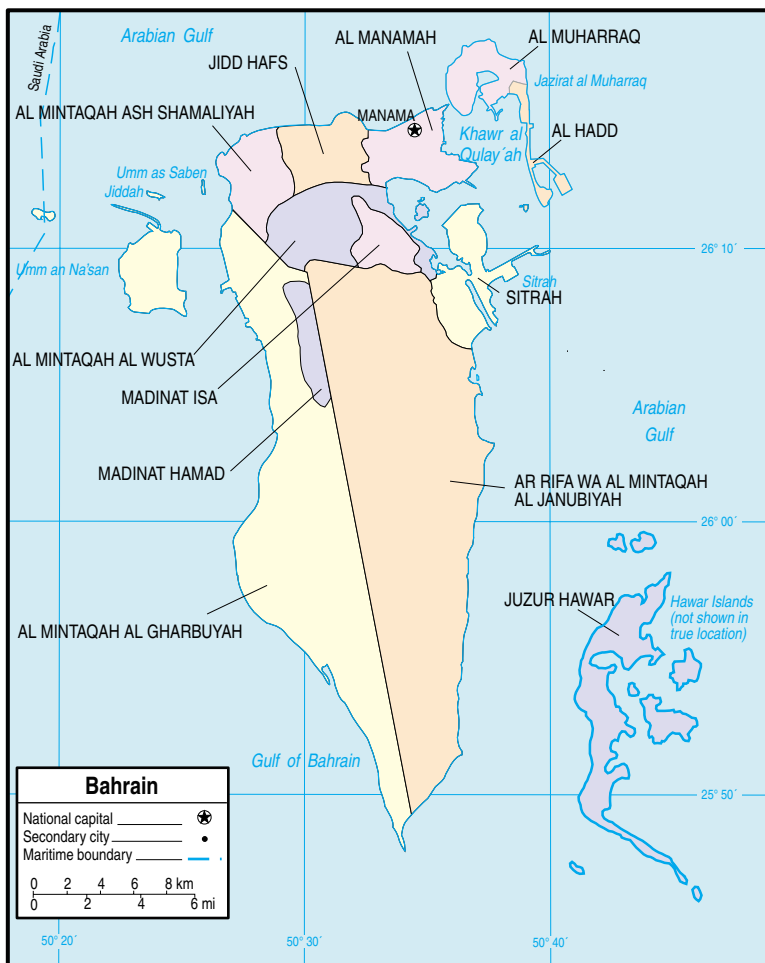 Arabian Gulf
Saudi Arabia
JIDD HAFS
AL MANAMAH
AL MUHARRAQ
Jazirat al Muharraq
AL MINTAQAH ASH SHAMALIYAH
MANAMA
Khawr al
Qulay´ah
AL HADD
Umm as Saben
Jiddah
26° 10´
Umm an Na'san
Sitrah
SITRAH
AL MINTAQAH AL WUSTA
MADINAT ISA
Arabian
Gulf
MADINAT HAMAD
AR RIFA WA AL MINTAQAH
AL JANUBIYAH
26° 00´
JUZUR HAWAR
Hawar Islands
(not shown in
true location)
AL MINTAQAH AL GHARBUYAH
Gulf of Bahrain
25° 50´
Bahrain
National capital
Secondary city
Maritime boundary
0 2 4 6 8 km
0 2 4 6 mi
50° 20´
50° 30´
50° 40´